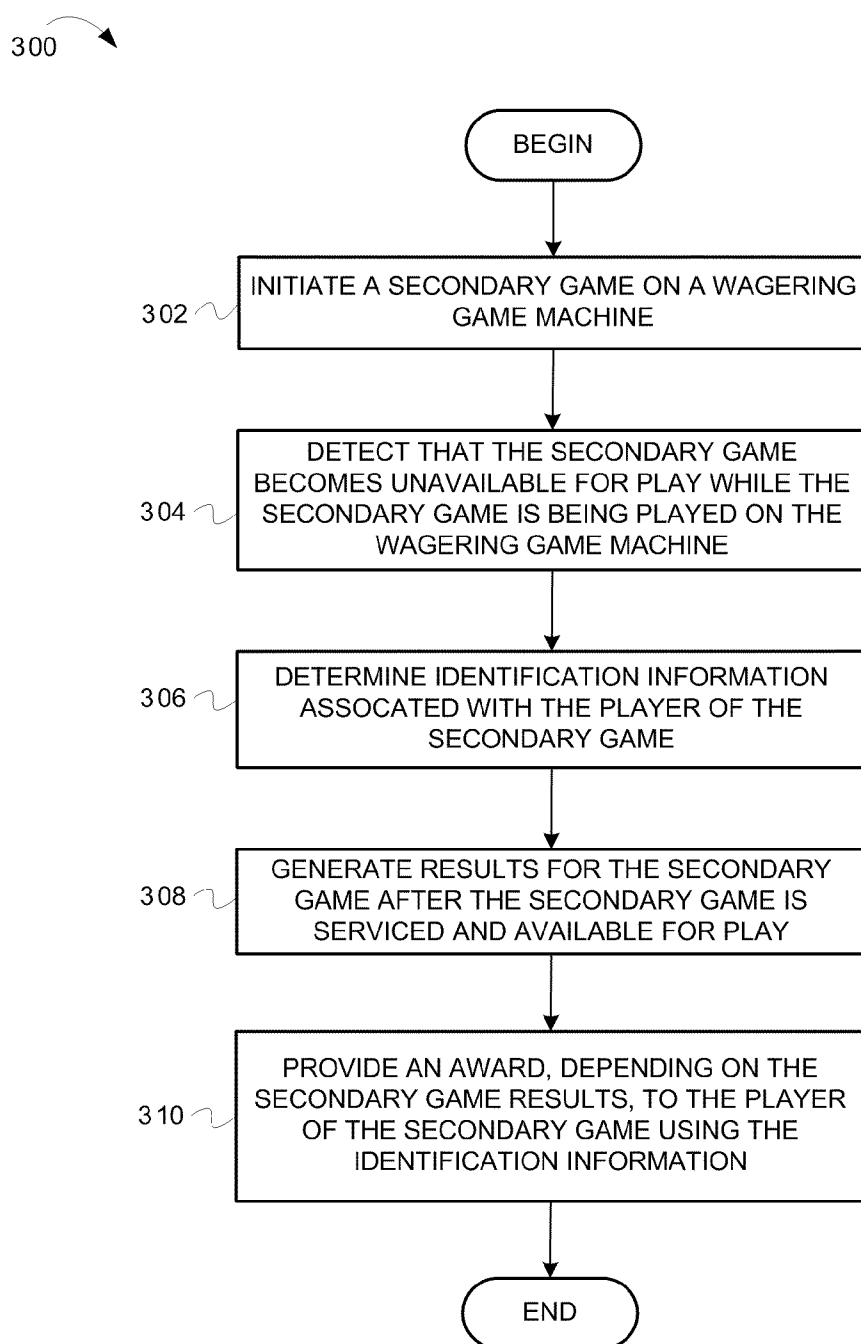 300
BEGIN
302
INITIATE A SECONDARY GAME ON A WAGERING
GAME MACHINE
304
DETECT THAT THE SECONDARY GAME
BECOMES UNAVAILABLE FOR PLAY WHILE THE
SECONDARY GAME IS BEING PLAYED ON THE
WAGERING GAME MACHINE
306
DETERMINE IDENTIFICATION INFORMATION
ASSOCATED WITH THE PLAYER OF THE
SECONDARY GAME
308
GENERATE RESULTS FOR THE SECONDARY
GAME AFTER THE SECONDARY GAME IS
SERVICED AND AVAILABLE FOR PLAY
310
PROVIDE AN AWARD, DEPENDING ON THE
SECONDARY GAME RESULTS, TO THE PLAYER
OF THE SECONDARY GAME USING THE
IDENTIFICATION INFORMATION
END